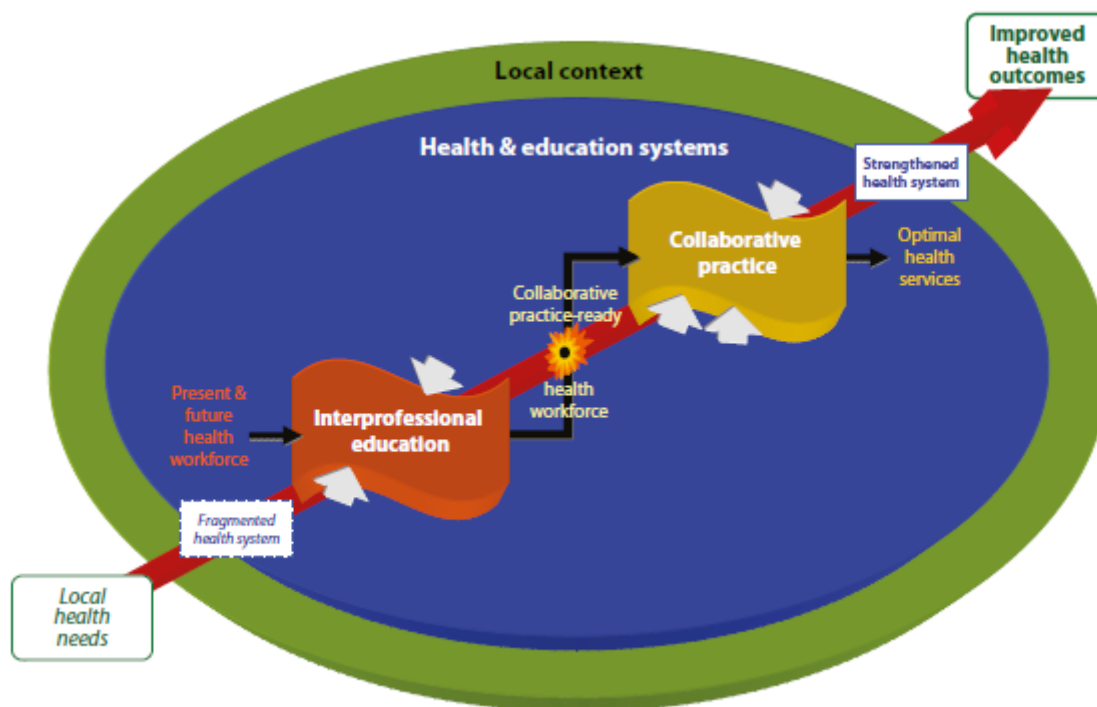 Improved
health
outcomes
Local context
Health & education systems
Strengthened
health system
Collaborative
practice
Optimal
health
services
Collaborative
practice-ready
health
workforce
Present &
future
health
workforce
Interprofessional
education
Fragmented
health system
Local
health
needs